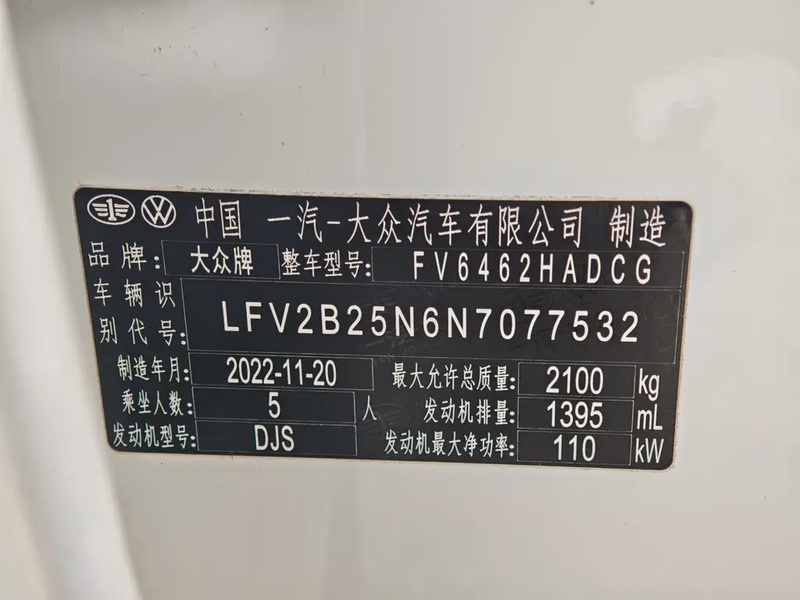 中国 一汽-大众汽车有限公司 制造
品牌: 大众牌 整车型号: FV6462HADCG
车辆识别代号: LFV2B25N6N7077532
制造年月: 2022-11-20 最大允许总质量: 2100 kg
乘坐人数: 5 人 发动机排量: 1395 mL
发动机型号: DJS 发动机最大净功率: 110 kW